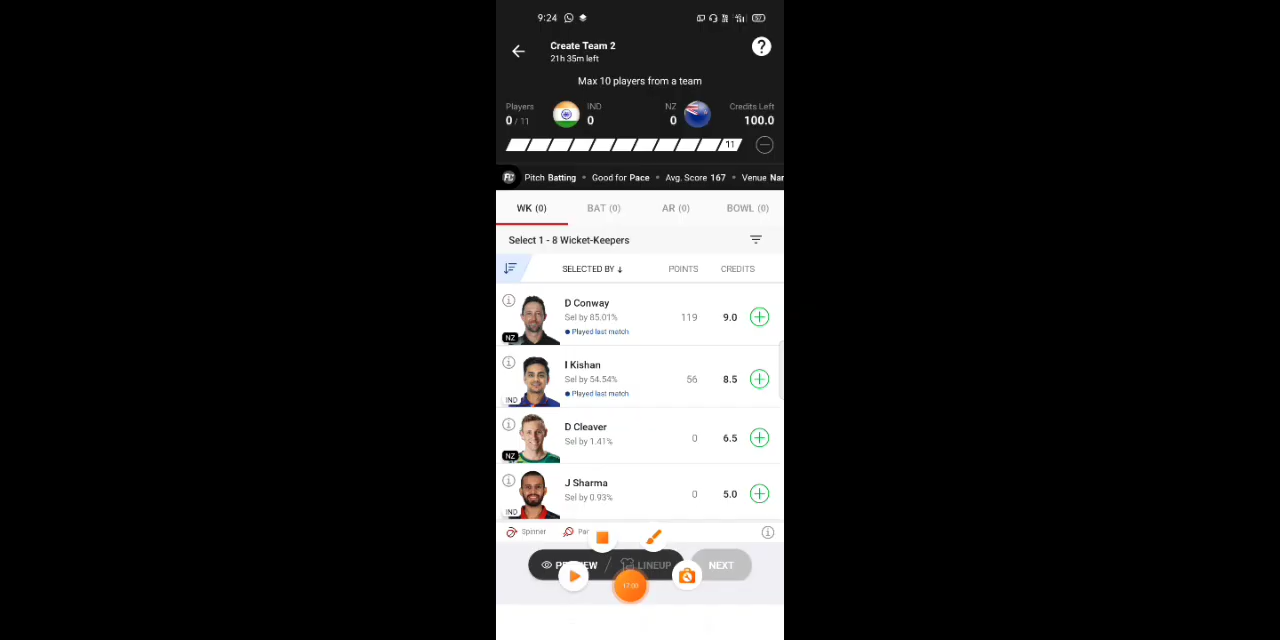 9:24
Create Team 2
21h 35m left
Max 10 players from a team
Players IND NZ Credits Left
0 / 11 0 0 100.0
11
FC Pitch Batting • Good for Pace • Avg. Score 167 • Venue Nar
WK (0) BAT (0) AR (0) BOWL (0)
Select 1 - 8 Wicket-Keepers
SELECTED BY ↓ POINTS CREDITS
D Conway
Sel by 85.01% 119 9.0
Played last match
NZ
I Kishan
Sel by 54.54% 56 8.5
Played last match
IND
D Cleaver
Sel by 1.41% 0 6.5
NZ
J Sharma
Sel by 0.93% 0 5.0
IND
Spinner
LINEUP NEXT